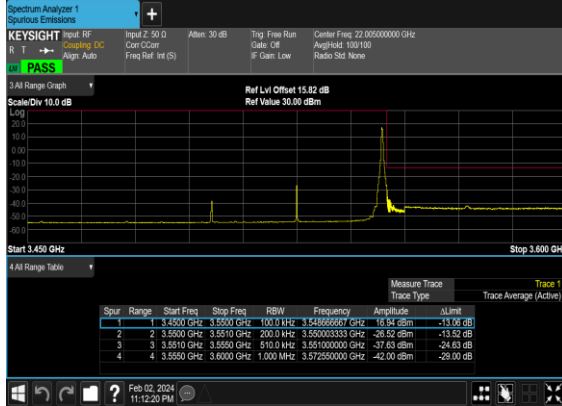 Spectrum Analyzer 1
Spurious Emissions
+
KEYSIGHT Input: RF Input Z: 50 Ω Atten: 30 dB Trig: Free Run Center Freq: 22.005000000 GHz
R T Coupling: DC Corr CCorr Gate: Off Avg|Hold: 100/100
Align: Auto Freq Ref: Int (S) IF Gain: Low Radio Std: None
PASS
3 All Range Graph
Ref Lvl Offset 15.82 dB
Scale/Div 10.0 dB Ref Value 30.00 dBm
Log
20.0
10.0
0.00
-10.0
-20.0
-30.0
-40.0
-50.0
-60.0
Start 3.450 GHz Stop 3.600 GHz
4 All Range Table
Measure Trace Trace 1
Trace Type Trace Average (Active)
Spur Range Start Freq Stop Freq RBW Frequency Amplitude ΔLimit
1 1 3.4500 GHz 3.5500 GHz 100.0 kHz 3.548666667 GHz 16.94 dBm -13.06 dB
2 2 3.5500 GHz 3.5510 GHz 200.0 kHz 3.550003333 GHz -26.52 dBm -13.52 dB
3 3 3.5510 GHz 3.5550 GHz 510.0 kHz 3.551000000 GHz -37.63 dBm -24.63 dB
4 4 3.5550 GHz 3.6000 GHz 1.000 MHz 3.572550000 GHz -42.00 dBm -29.00 dB
?
Feb 02, 2024
11:12:20 PM